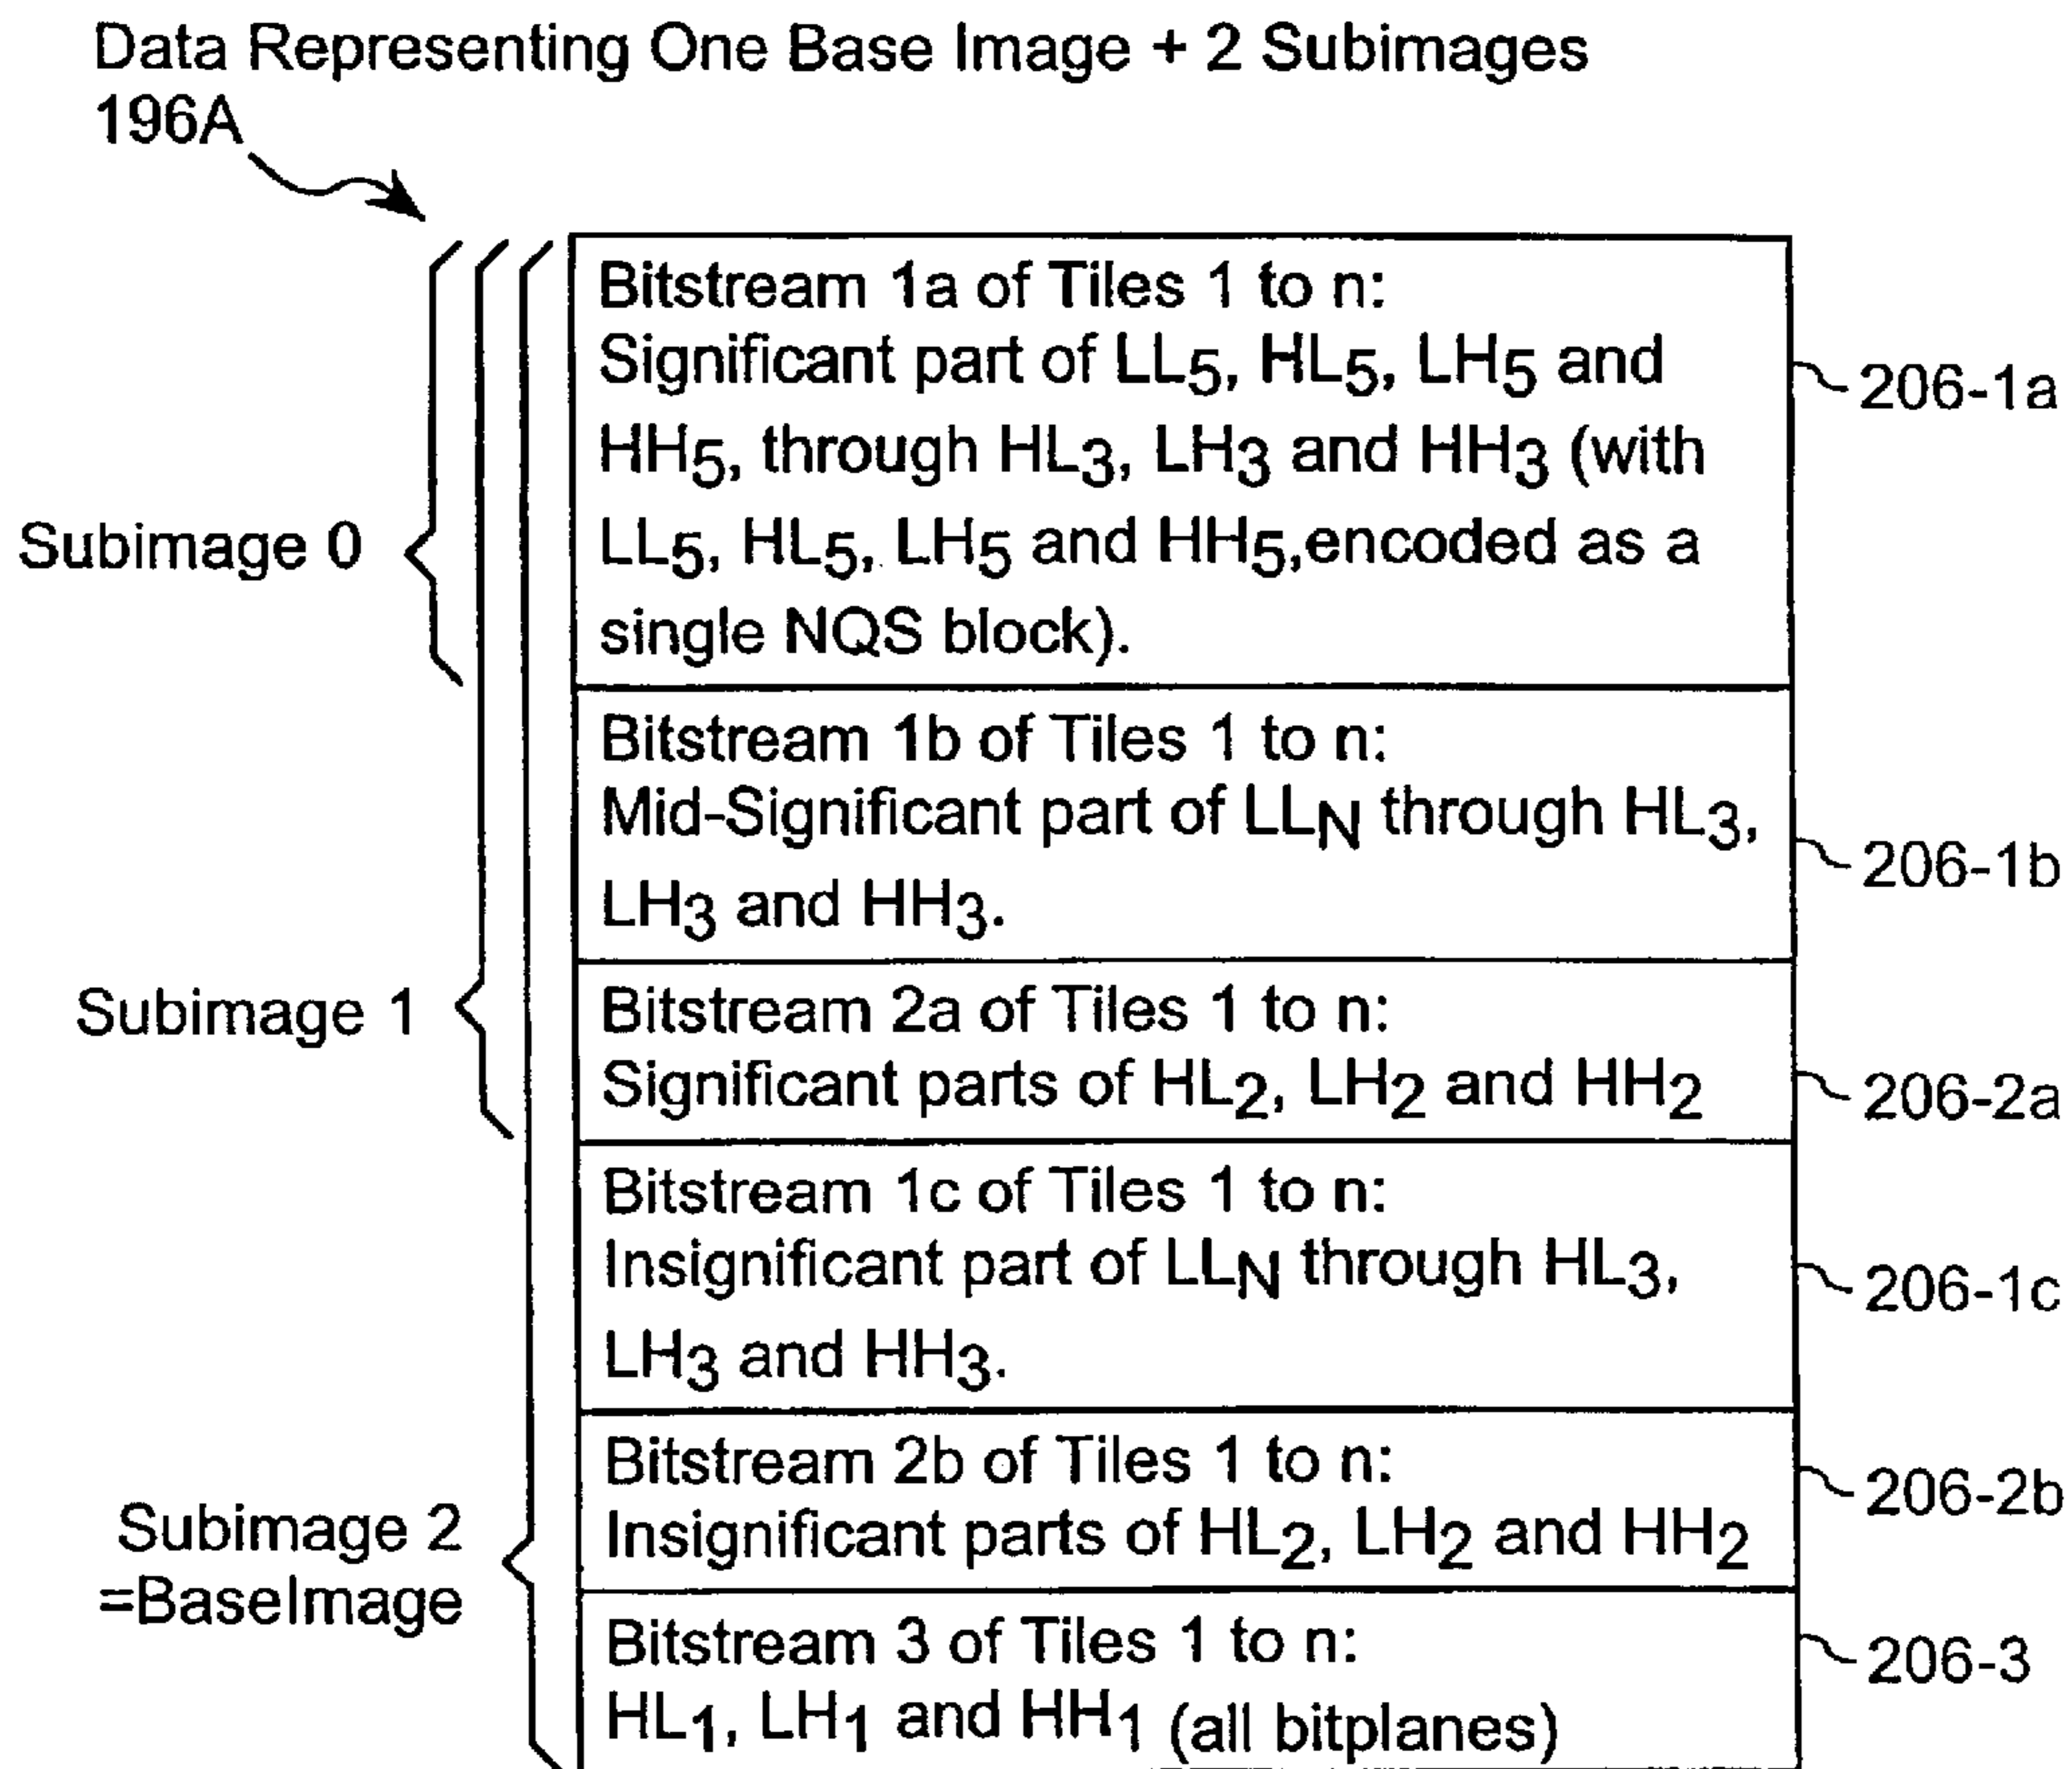 Data Representing One Base Image + 2 Subimages
196A
Bitstream 1a of Tiles 1 to n:
Significant part of LL5, HL5, LH5 and
HH5, through HL3, LH3 and HH3 (with
LL5, HL5, LH5 and HH5,encoded as a
single NQS block).
206-1a
Subimage 0
Bitstream 1b of Tiles 1 to n:
Mid-Significant part of LLN through HL3,
LH3 and HH3.
206-1b
Subimage 1
Bitstream 2a of Tiles 1 to n:
Significant parts of HL2, LH2 and HH2
206-2a
Bitstream 1c of Tiles 1 to n:
Insignificant part of LLN through HL3,
LH3 and HH3.
206-1c
Bitstream 2b of Tiles 1 to n:
Insignificant parts of HL2, LH2 and HH2
206-2b
Subimage 2
=BaseImage
Bitstream 3 of Tiles 1 to n:
HL1, LH1 and HH1 (all bitplanes)
206-3